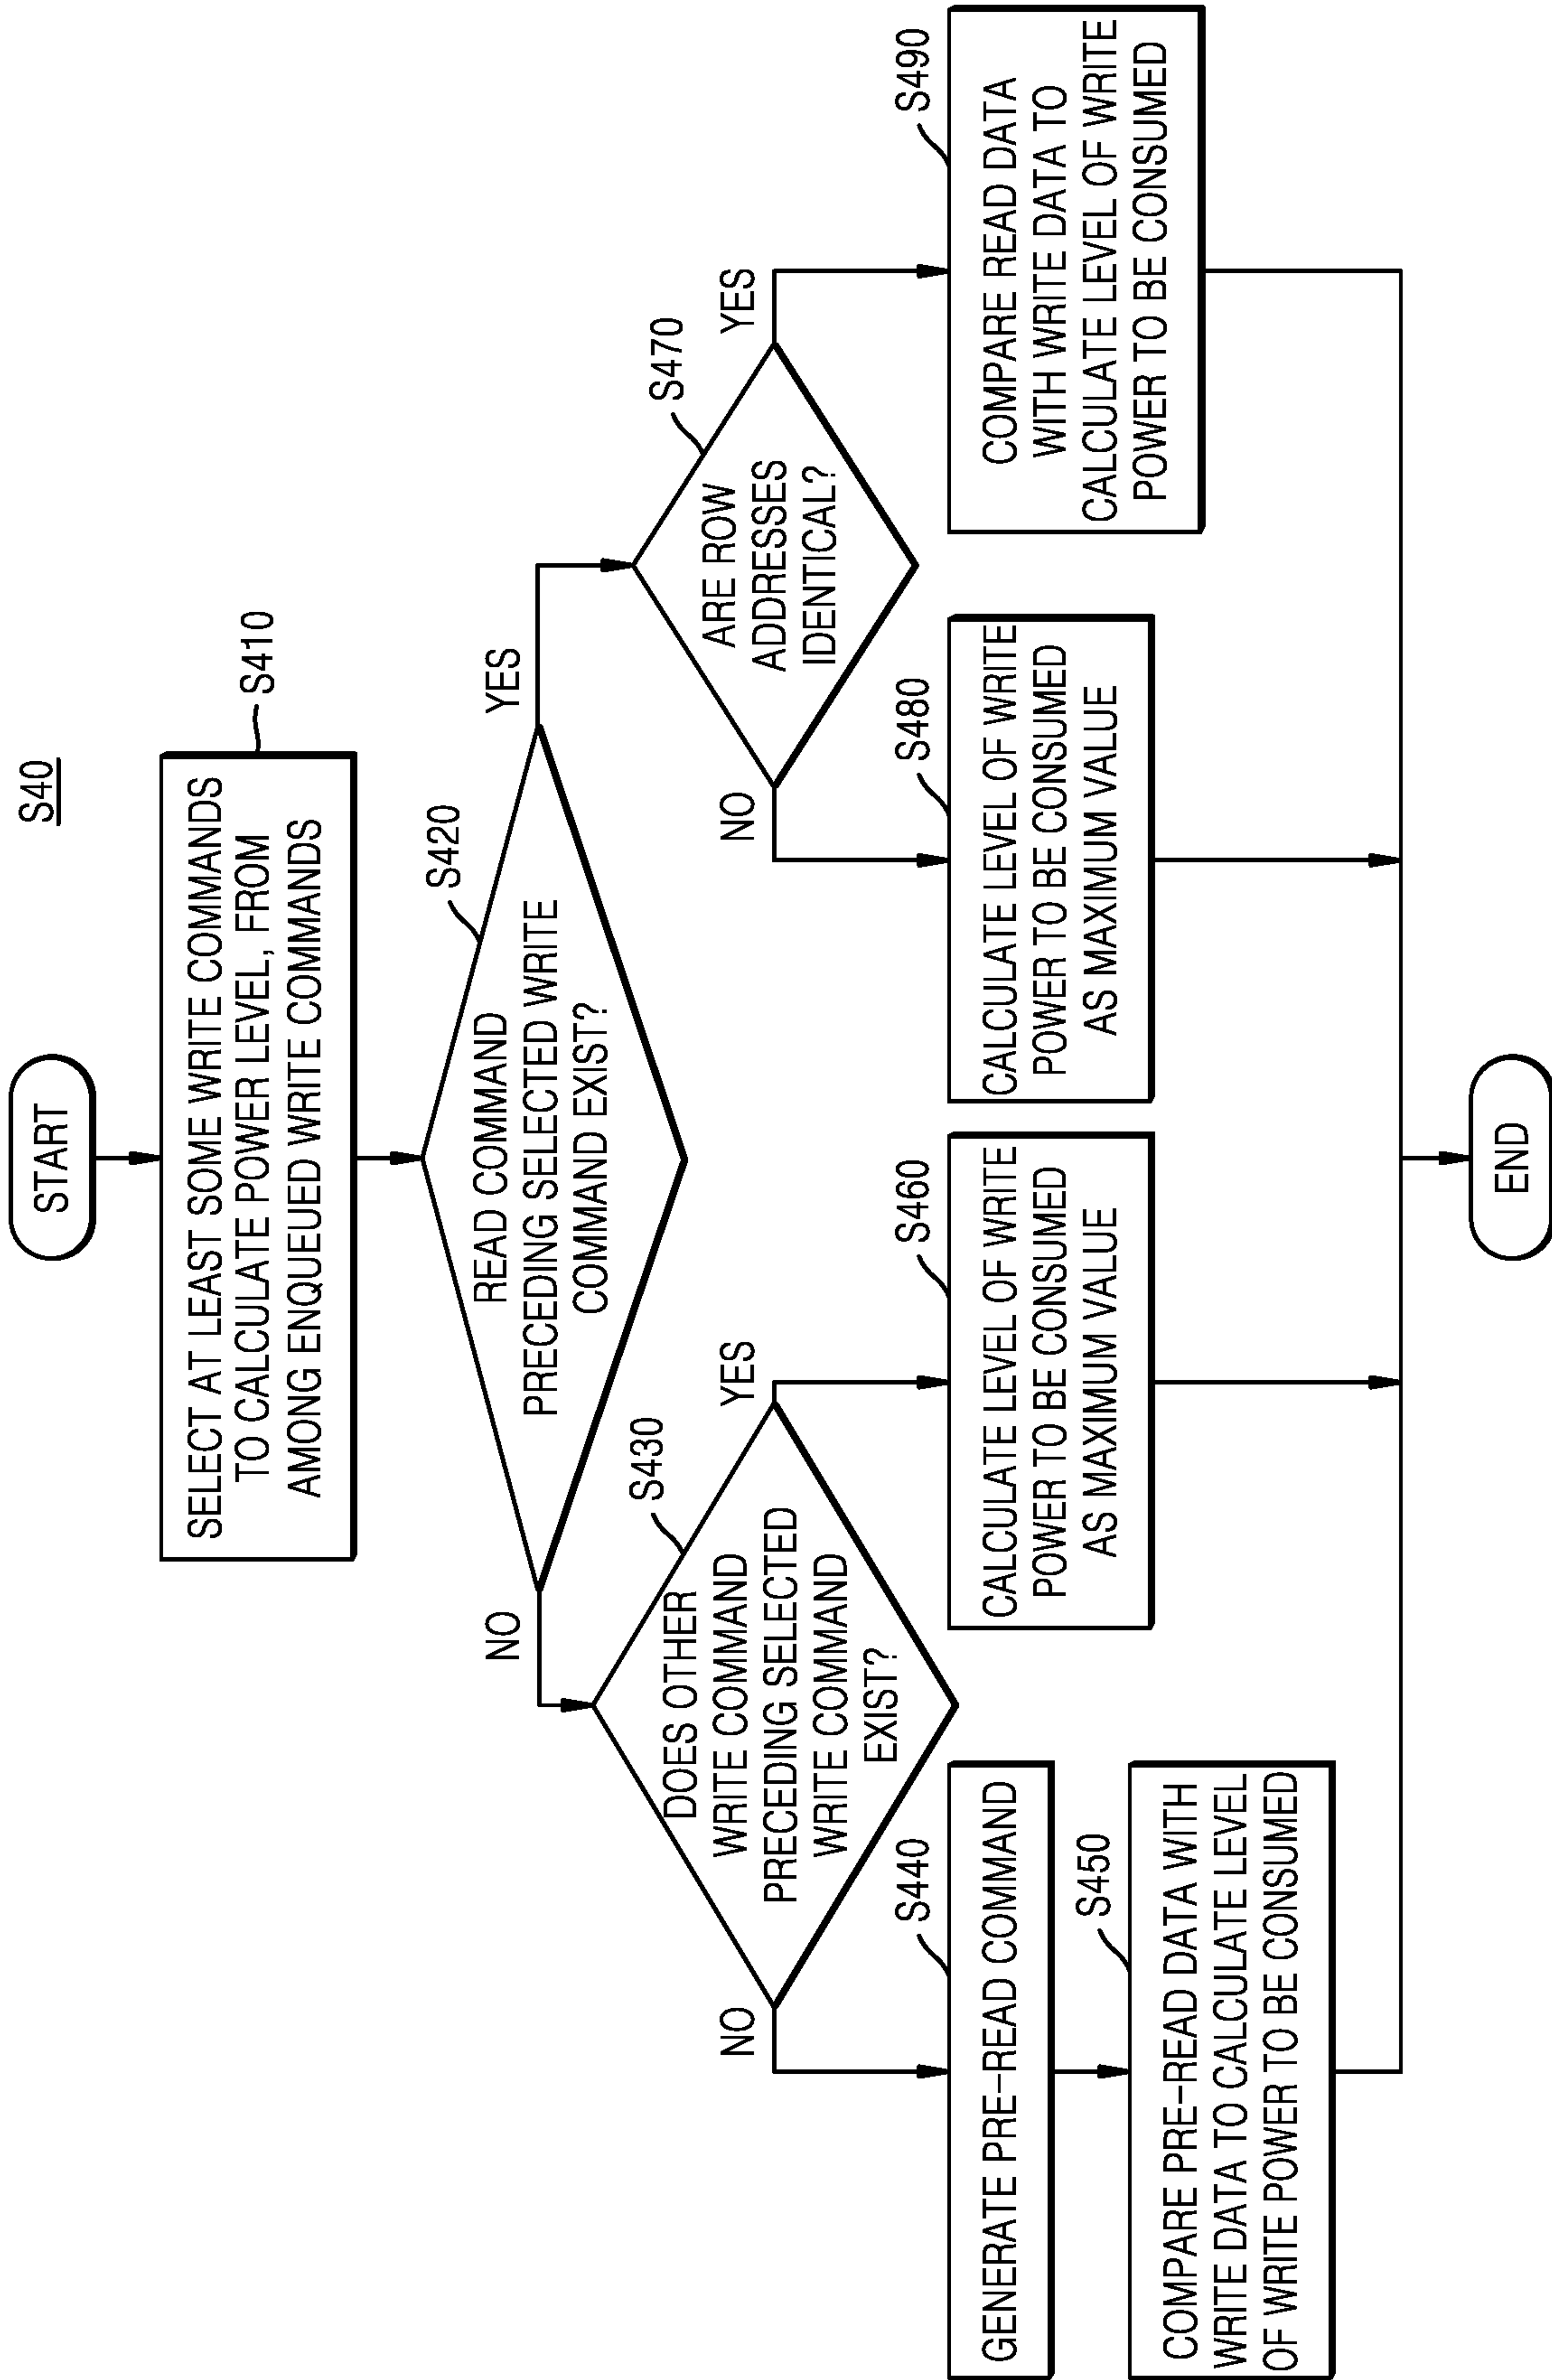 S40
START
SELECT AT LEAST SOME WRITE COMMANDS
TO CALCULATE POWER LEVEL, FROM
AMONG ENQUEUED WRITE COMMANDS
S410
READ COMMAND
PRECEDING SELECTED WRITE
COMMAND EXIST?
S420
NO
YES
DOES OTHER
WRITE COMMAND
PRECEDING SELECTED
WRITE COMMAND
EXIST?
S430
ARE ROW
ADDRESSES
IDENTICAL?
S470
NO
YES
NO
YES
GENERATE PRE-READ COMMAND
S440
COMPARE PRE-READ DATA WITH
WRITE DATA TO CALCULATE LEVEL
OF WRITE POWER TO BE CONSUMED
S450
CALCULATE LEVEL OF WRITE
POWER TO BE CONSUMED
AS MAXIMUM VALUE
S460
CALCULATE LEVEL OF WRITE
POWER TO BE CONSUMED
AS MAXIMUM VALUE
S480
COMPARE READ DATA
WITH WRITE DATA TO
CALCULATE LEVEL OF WRITE
POWER TO BE CONSUMED
S490
END